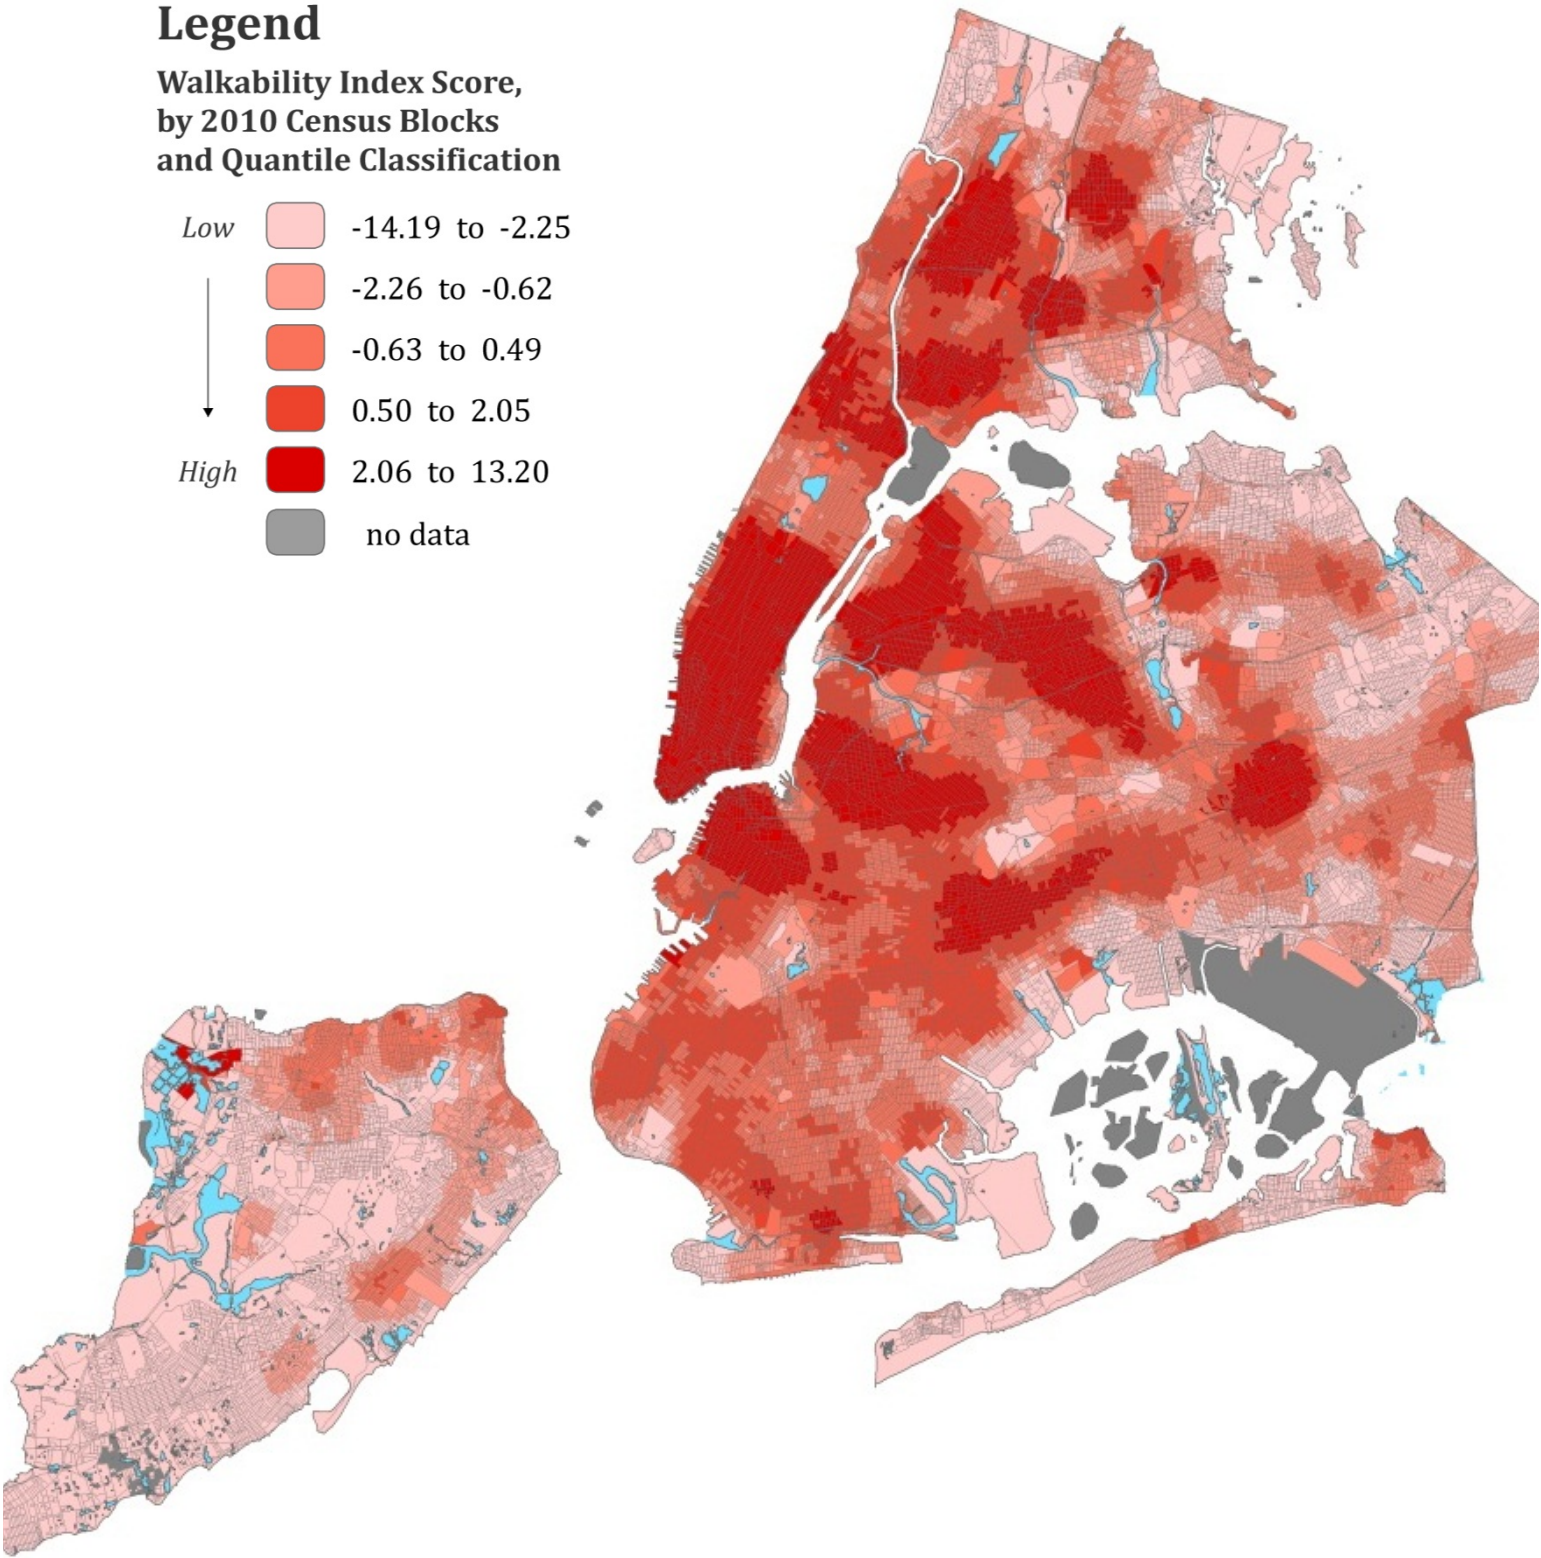 Legend
Walkability Index Score,
by 2010 Census Blocks
and Quantile Classification
Low -14.19 to -2.25
-2.26 to -0.62
-0.63 to 0.49
0.50 to 2.05
High 2.06 to 13.20
no data